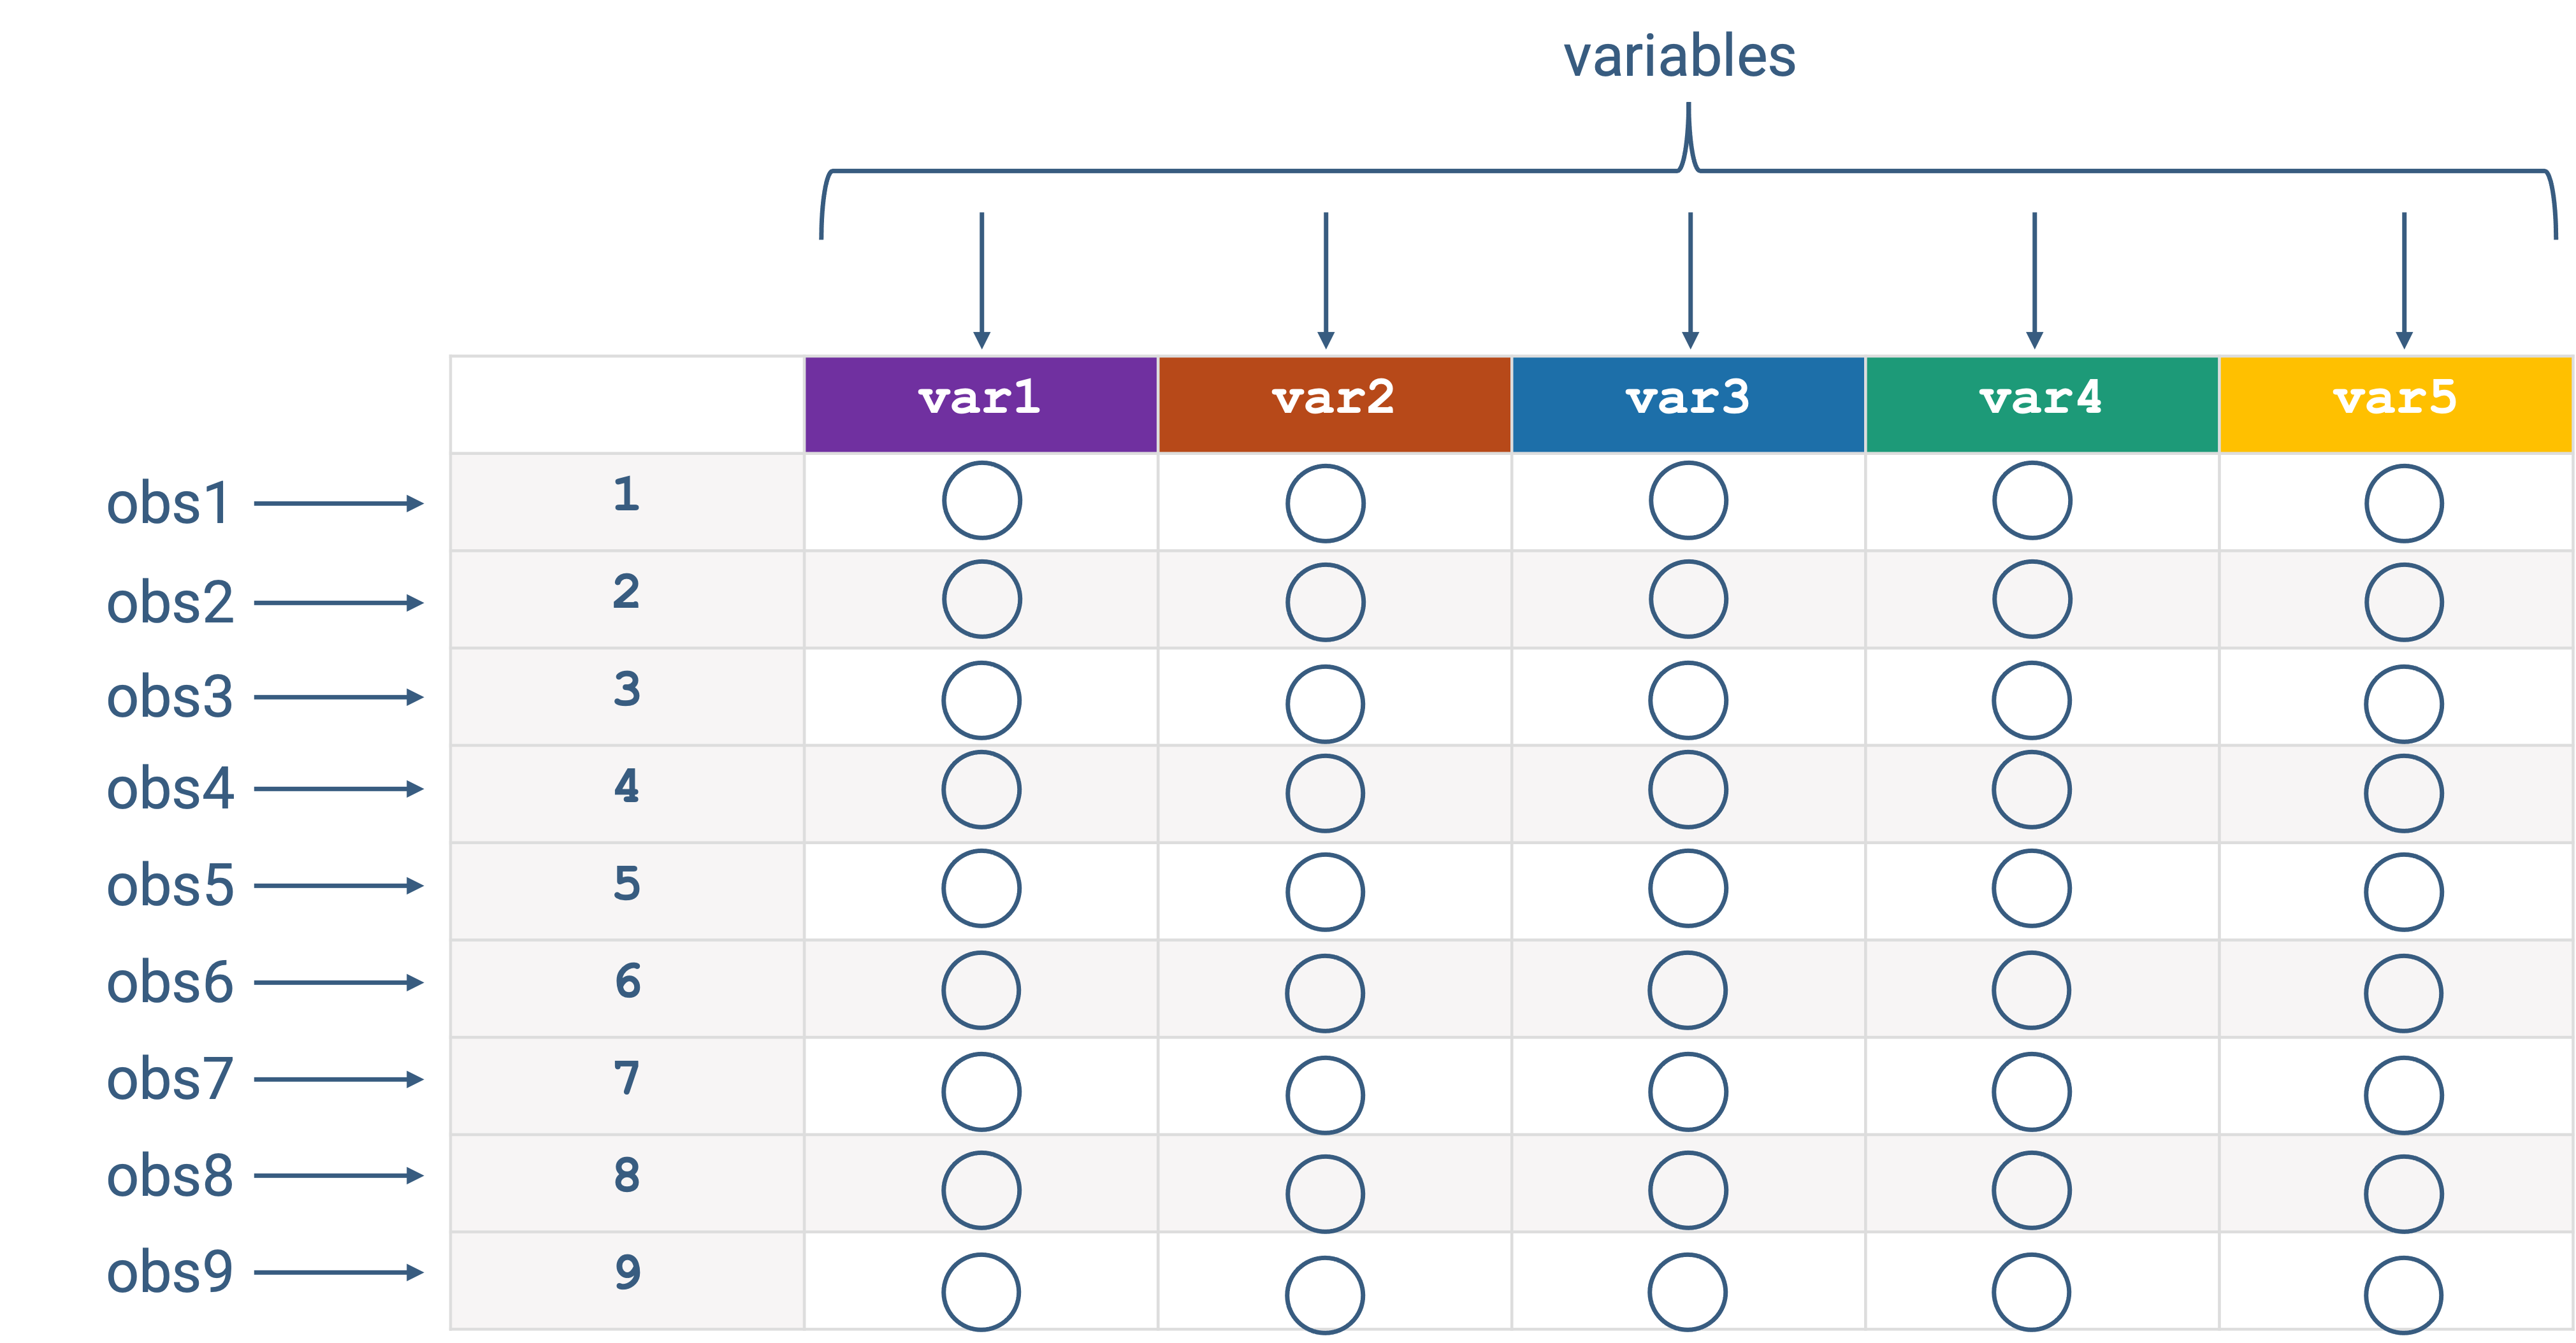 variables
var1 var2 var3 var4 var5
obs1 1
obs2 2
obs3 3
obs4 4
obs5 5
obs6 6
obs7 7
obs8 8
obs9 9